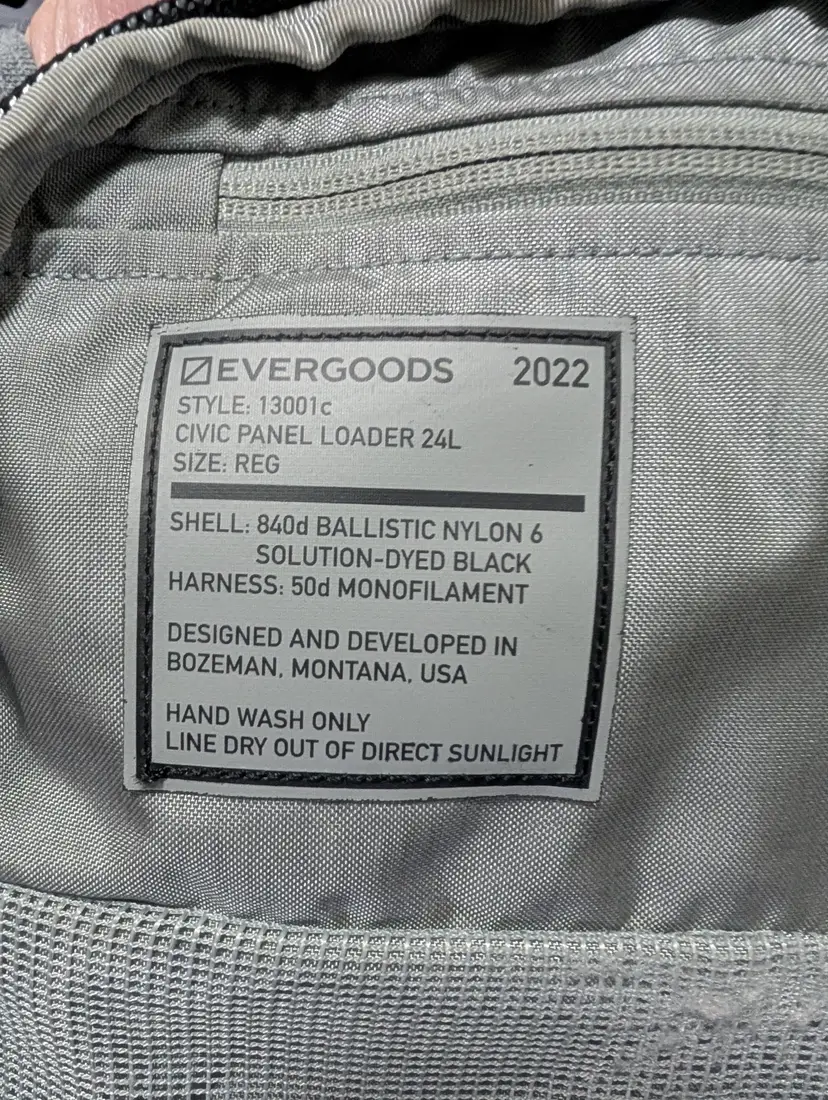 EVERGOODS 2022
STYLE: 13001c
CIVIC PANEL LOADER 24L
SIZE: REG
SHELL: 840d BALLISTIC NYLON 6
SOLUTION-DYED BLACK
HARNESS: 50d MONOFILAMENT
DESIGNED AND DEVELOPED IN
BOZEMAN, MONTANA, USA
HAND WASH ONLY
LINE DRY OUT OF DIRECT SUNLIGHT